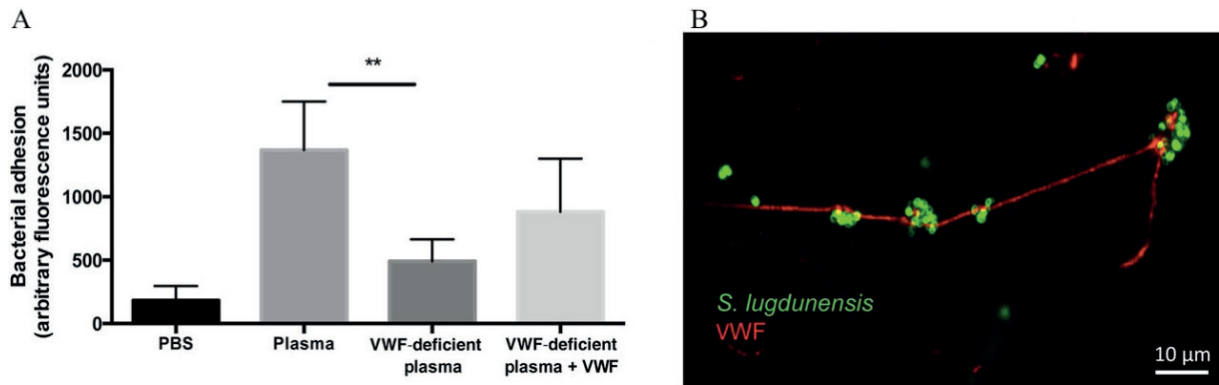 A
Bacterial adhesion
(arbitrary fluorescence units)
2000
1500
1000
500
0
**
PBS
Plasma
VWF-deficient
plasma
VWF-deficient
plasma + VWF
B
S. lugdunensis
VWF
10 µm